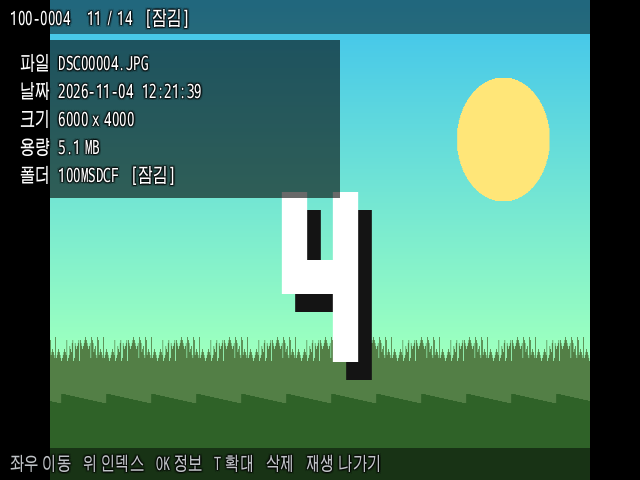 100-0004 11 / 14 [잠김]
파일 DSC00004.JPG
날짜 2026-11-04 12:21:39
크기 6000 x 4000
용량 5.1 MB
폴더 100MSDCF [잠김]
4
좌우 이동 위 인덱스 OK 정보 T 확대 삭제 재생 나가기